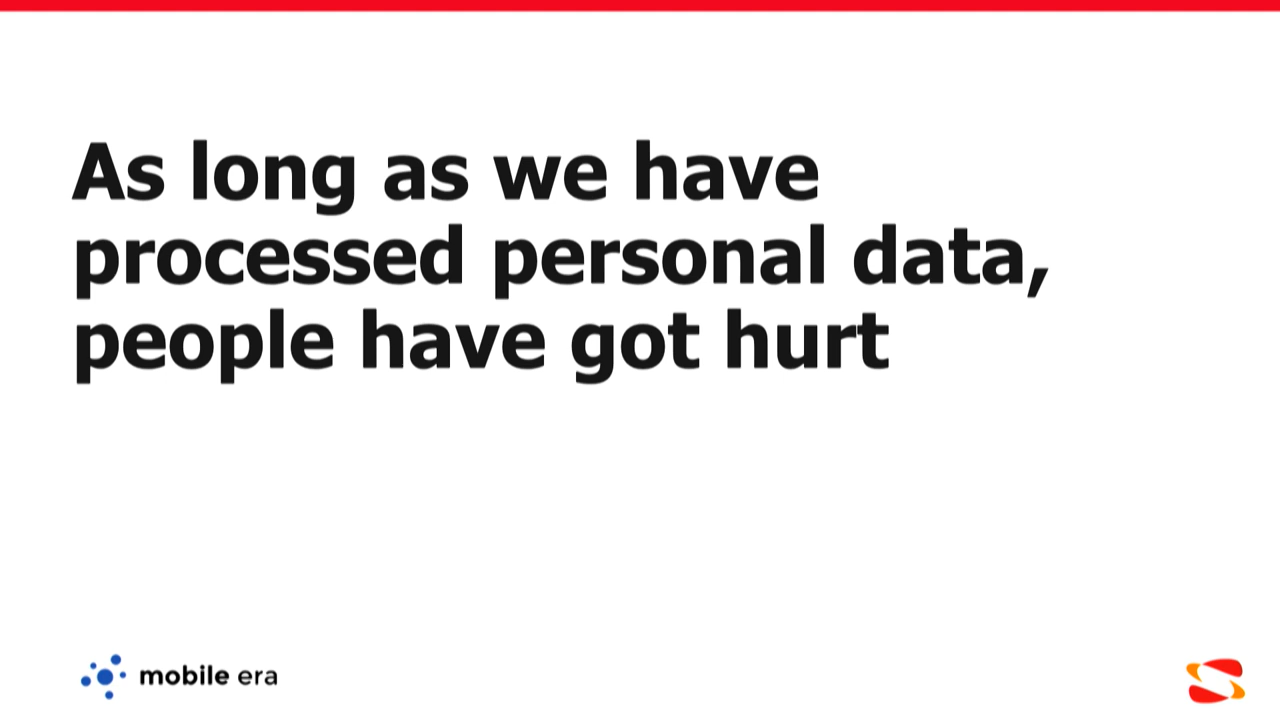 As long as we have
processed personal data,
people have got hurt
mobile era